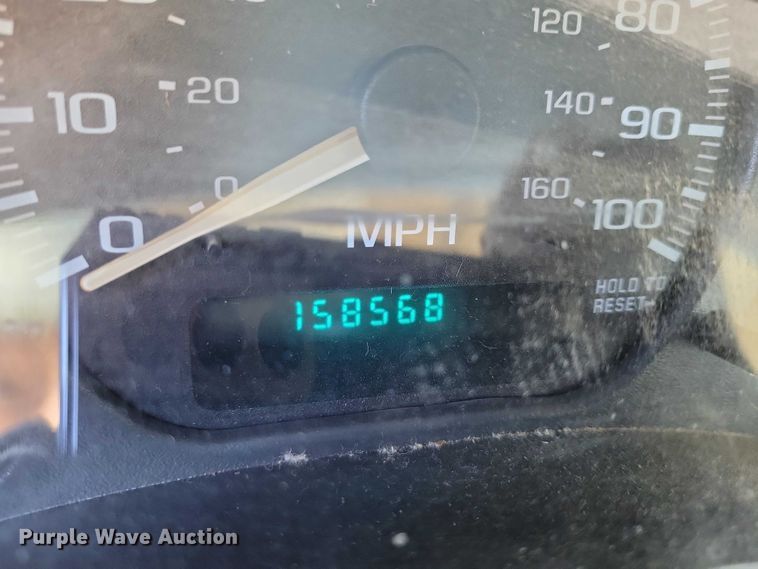 120 80
10 20 140 90
0 0 160 100
MPH
158568
HOLD TO
RESET
Purple Wave Auction